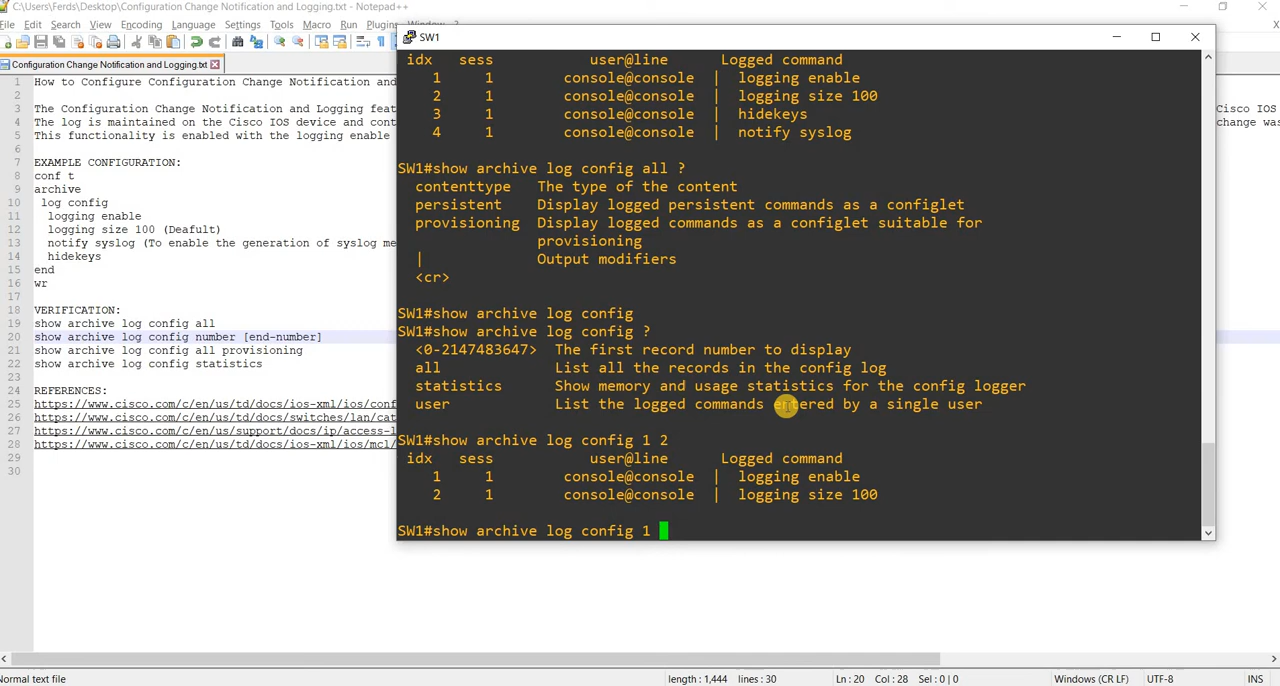 C:\Users\Ferds\Desktop\Configuration Change Notification and Logging.txt - Notepad++
File Edit Search View Encoding Language Settings Tools Macro Run Plugins Window ?
Configuration Change Notification and Logging.txt
1 How to Configure Configuration Change Notification and
2
3 The Configuration Change Notification and Logging feat Cisco IOS
4 The log is maintained on the Cisco IOS device and cont change was
5 This functionality is enabled with the logging enable
6
7 EXAMPLE CONFIGURATION:
8 conf t
9 archive
10 log config
11 logging enable
12 logging size 100 (Deafult)
13 notify syslog (To enable the generation of syslog me
14 hidekeys
15 end
16 wr
17
18 VERIFICATION:
19 show archive log config all
20 show archive log config number [end-number]
21 show archive log config all provisioning
22 show archive log config statistics
23
24 REFERENCES:
25 https://www.cisco.com/c/en/us/td/docs/ios-xml/ios/conf
26 https://www.cisco.com/c/en/us/td/docs/switches/lan/cat
27 https://www.cisco.com/c/en/us/support/docs/ip/access-l
28 https://www.cisco.com/c/en/us/td/docs/ios-xml/ios/mcl/
29
30
SW1
idx sess user@line Logged command
1 1 console@console | logging enable
2 1 console@console | logging size 100
3 1 console@console | hidekeys
4 1 console@console | notify syslog
SW1#show archive log config all ?
contenttype The type of the content
persistent Display logged persistent commands as a configlet
provisioning Display logged commands as a configlet suitable for
provisioning
| Output modifiers
<cr>
SW1#show archive log config
SW1#show archive log config ?
<0-2147483647> The first record number to display
all List all the records in the config log
statistics Show memory and usage statistics for the config logger
user List the logged commands entered by a single user
SW1#show archive log config 1 2
idx sess user@line Logged command
1 1 console@console | logging enable
2 1 console@console | logging size 100
SW1#show archive log config 1
Normal text file length : 1,444 lines : 30 Ln : 20 Col : 28 Sel : 0 | 0 Windows (CR LF) UTF-8 INS